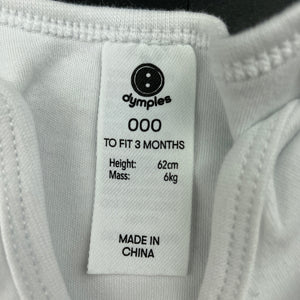 dymples
000
TO FIT 3 MONTHS
Height: 62cm
Mass: 6kg
MADE IN
CHINA